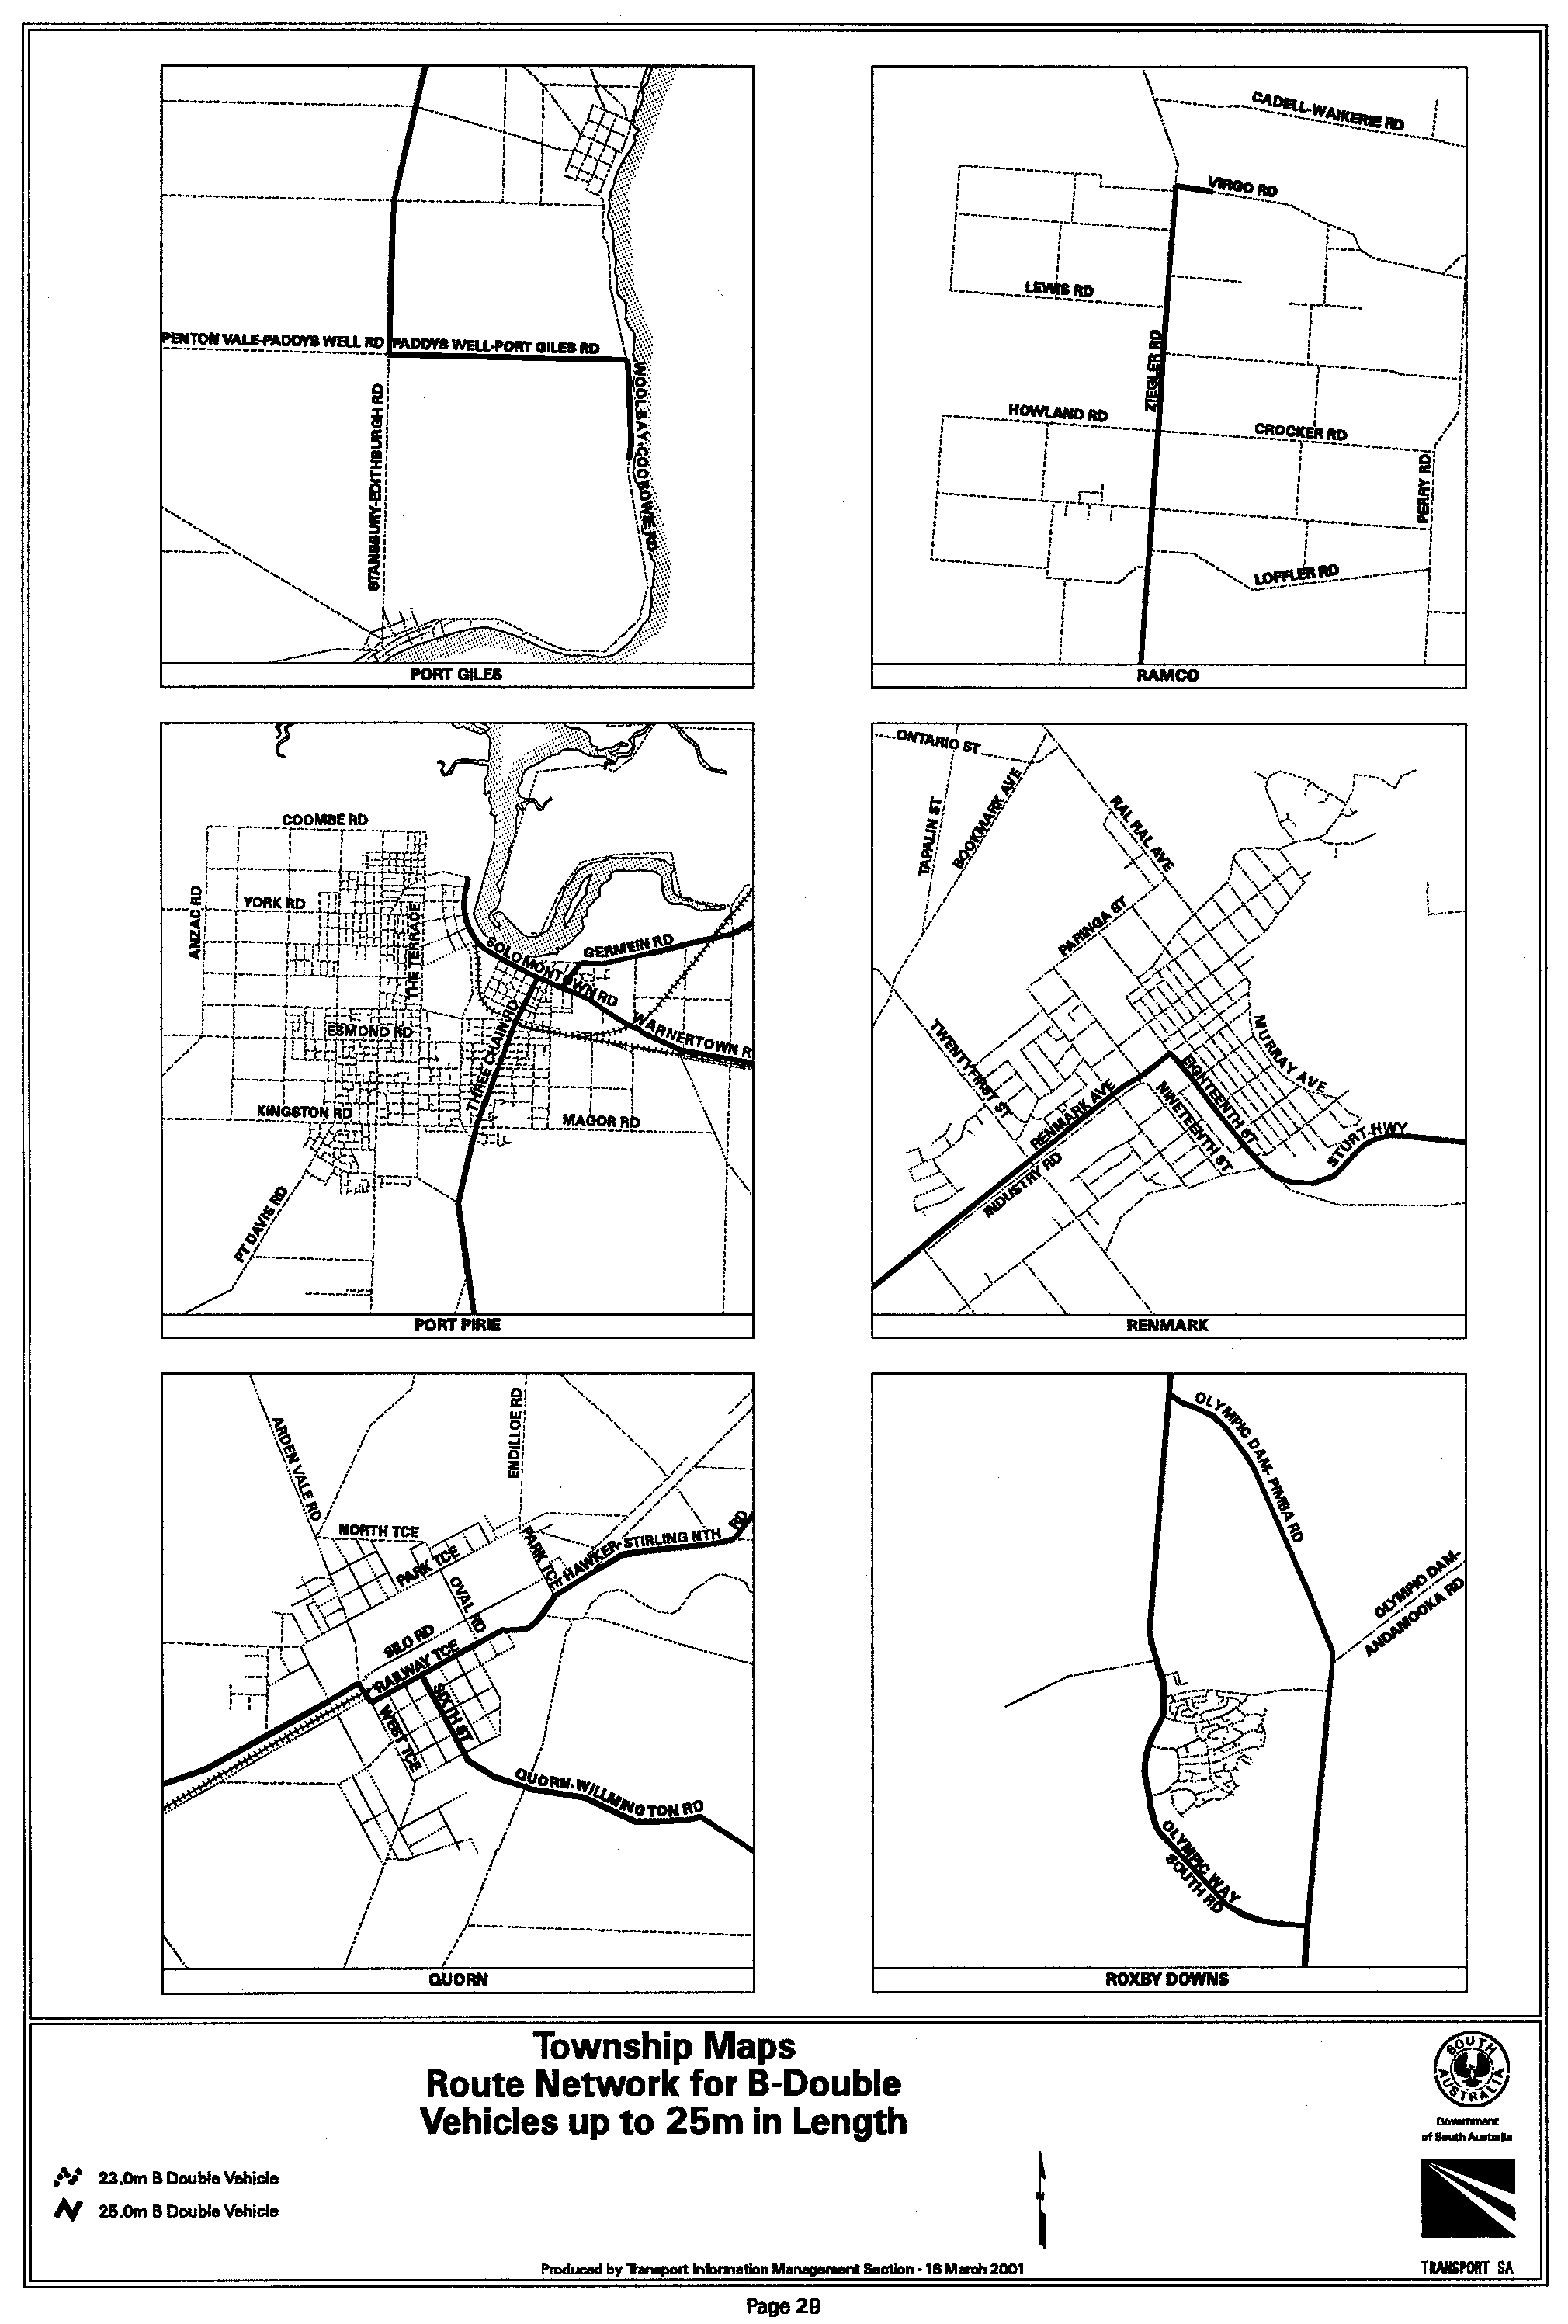 PENTON VALE-PADDYS WELL RD
PADDYS WELL-PORT GILES RD
WOOL BAY-COOBOWIE RD
STANSBURY-EDITHBURGH RD
PORT GILES
CADELL-WAIKERIE RD
VIRGO RD
LEWIS RD
ZIEGLER RD
HOWLAND RD
CROCKER RD
PERRY RD
LOFFLER RD
RAMCO
COOMBE RD
ANZAC RD
YORK RD
THE TERRACE
SOLOMONTOWN RD
GERMEIN RD
ESMOND RD
THREE CHAIN RD
WARNERTOWN R
KINGSTON RD
MAGOR RD
PT DAVIS RD
PORT PIRIE
ONTARIO ST
TAPALIN ST
BOOKMARK AVE
RAL RAL AVE
PARINGA ST
TWENTYFIRST ST
MURRAY AVE
EIGHTEENTH ST
NINETEENTH ST
RENMARK AVE
INDUSTRY RD
STURT HWY
RENMARK
ARDEN VALE RD
ENDILLOE RD
NORTH TCE
PARK TCE
PARK TCE
HAWKER-STIRLING NTH RD
OVAL RD
SILO RD
RAILWAY TCE
SIXTH ST
WEST TCE
QUORN-WILLMINGTON RD
QUORN
OLYMPIC DAM- PIMBA RD
OLYMPIC DAM-
ANDAMOOKA RD
OLYMPIC WAY
SOUTH RD
ROXBY DOWNS
Township Maps
Route Network for B-Double
Vehicles up to 25m in Length
23.0m B Double Vehicle
25.0m B Double Vehicle
N
SOUTH AUSTRALIA
Government
of South Australia
TRANSPORT SA
Produced by Transport Information Management Section - 16 March 2001
Page 29